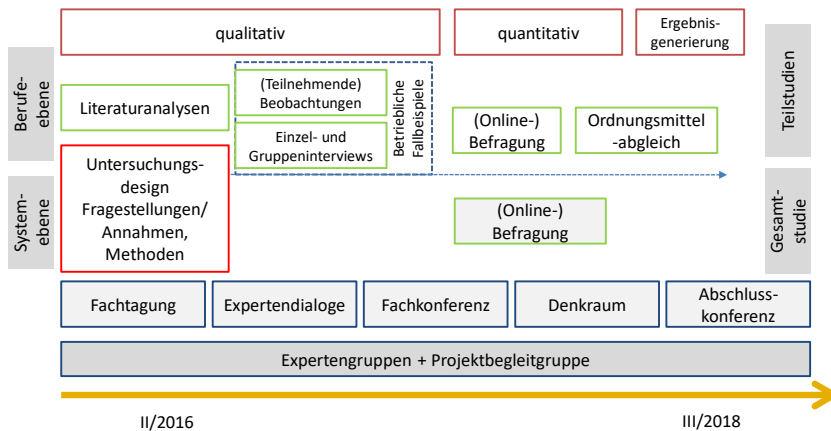 qualitativ
quantitativ
Ergebnis-
generierung
Berufe-
ebene
Literaturanalysen
(Teilnehmende)
Beobachtungen
Einzel- und
Gruppeninterviews
Betriebliche
Fallbeispiele
(Online-)
Befragung
Ordnungsmittel
-abgleich
Teilstudien
System-
ebene
Untersuchungs-
design
Fragestellungen/
Annahmen,
Methoden
(Online-)
Befragung
Gesamt-
studie
Fachtagung
Expertendialoge
Fachkonferenz
Denkraum
Abschluss-
konferenz
Expertengruppen + Projektbegleitgruppe
II/2016
III/2018